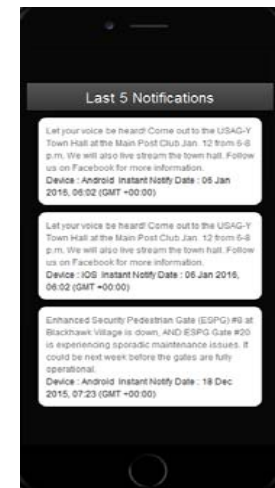 Last 5 Notifications
Let your voice be heard! Come out to the USAG-Y
Town Hall at the Main Post Club Jan. 12 from 6-8
p.m. We will also live stream the town hall. Follow
us on Facebook for more information.
Device : Android Instant Notify Date : 06 Jan
2016, 06:02 (GMT +00:00)
Let your voice be heard! Come out to the USAG-Y
Town Hall at the Main Post Club Jan. 12 from 6-8
p.m. We will also live stream the town hall. Follow
us on Facebook for more information.
Device : iOS Instant Notify Date : 06 Jan 2016,
06:02 (GMT +00:00)
Enhanced Security Pedestrian Gate (ESPG) #8 at
Blackhawk Village is down, AND ESPG Gate #20
is experiencing sporadic maintenance issues. It
could be next week before the gates are fully
operational.
Device : Android Instant Notify Date : 18 Dec
2015, 07:23 (GMT +00:00)